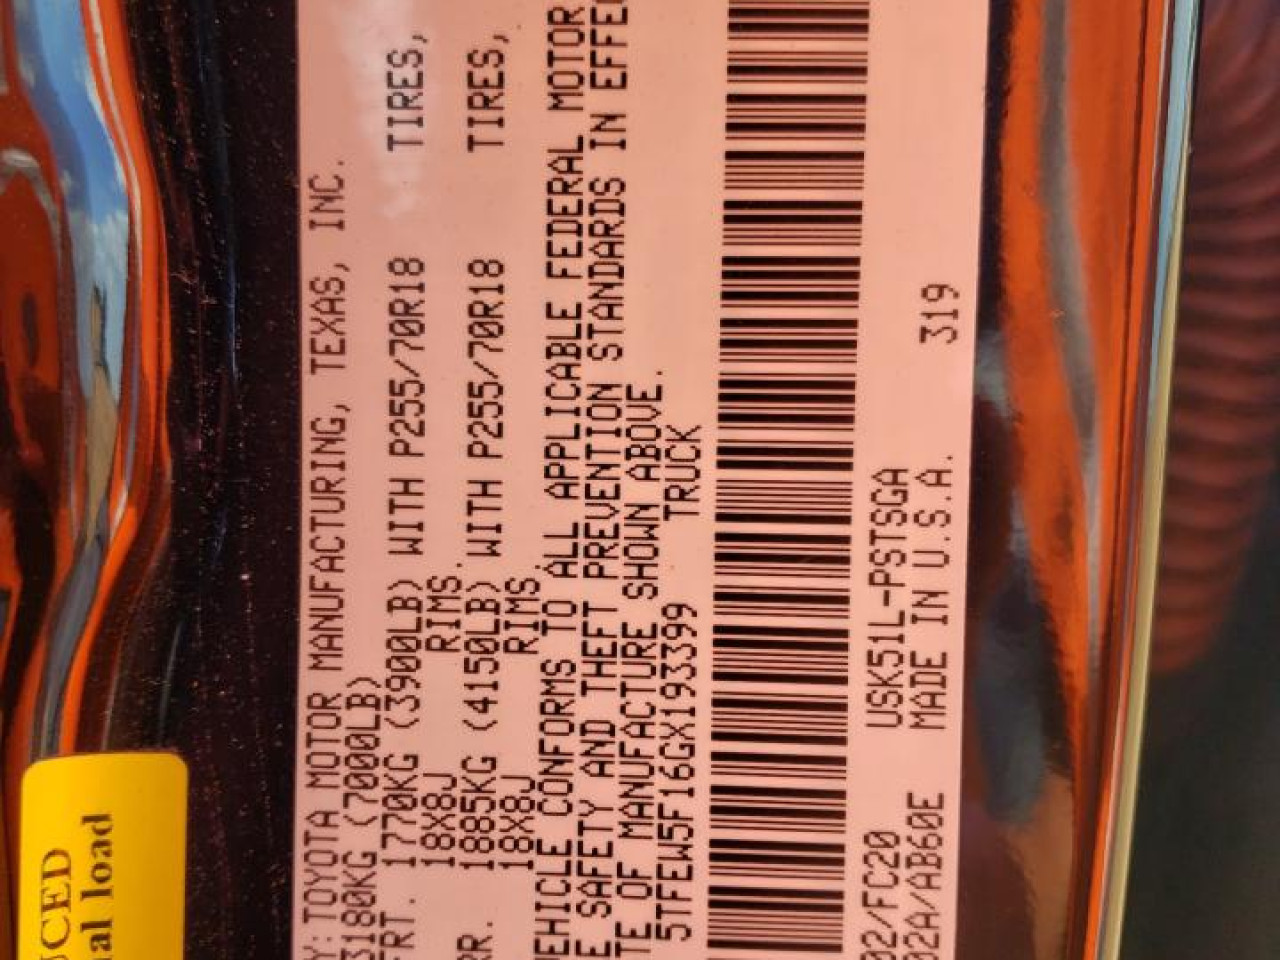 Y: TOYOTA MOTOR MANUFACTURING, TEXAS, INC.
3180KG (7000LB)
FRT. 1770KG (3900LB) WITH P255/70R18 TIRES,
18X8J RIMS.
RR. 1885KG (4150LB) WITH P255/70R18 TIRES,
18X8J RIMS
VEHICLE CONFORMS TO ALL APPLICABLE FEDERAL MOTOR
E SAFETY AND THEFT PREVENTION STANDARDS IN EFFE
TE OF MANUFACTURE SHOWN ABOVE.
5TFEW5F16GX193399 TRUCK
02/FC20 USK51L-PSTSGA
02A/AB60E MADE IN U.S.A. 319
UCED
al load